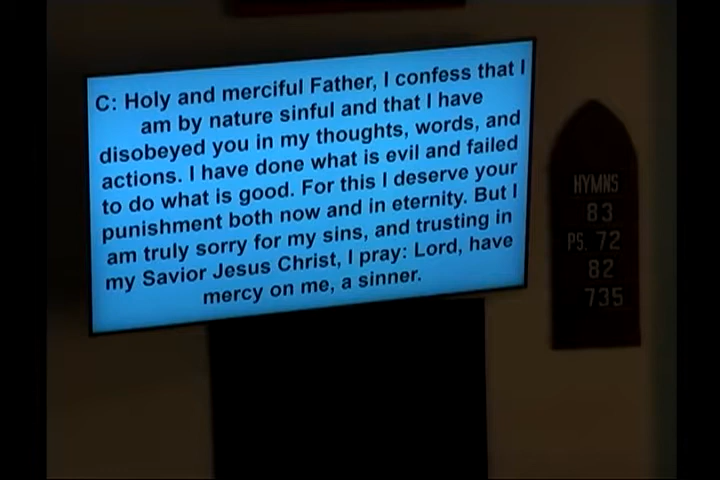 C: Holy and merciful Father, I confess that I
am by nature sinful and that I have
disobeyed you in my thoughts, words, and
actions. I have done what is evil and failed
to do what is good. For this I deserve your
punishment both now and in eternity. But I
am truly sorry for my sins, and trusting in
my Savior Jesus Christ, I pray: Lord, have
mercy on me, a sinner.
HYMNS
83
PS. 72
82
735